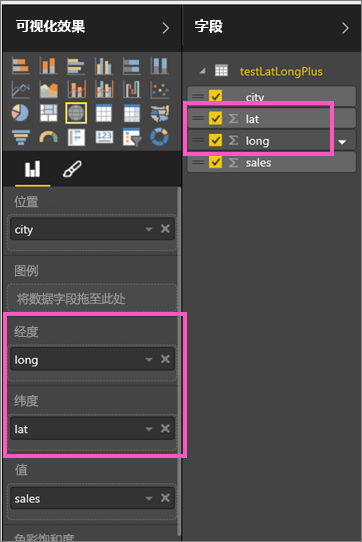 可视化效果
字段
testLatLongPlus
city
lat
long
sales
位置
city
图例
将数据字段拖至此处
经度
long
纬度
lat
值
sales
色彩饱和度